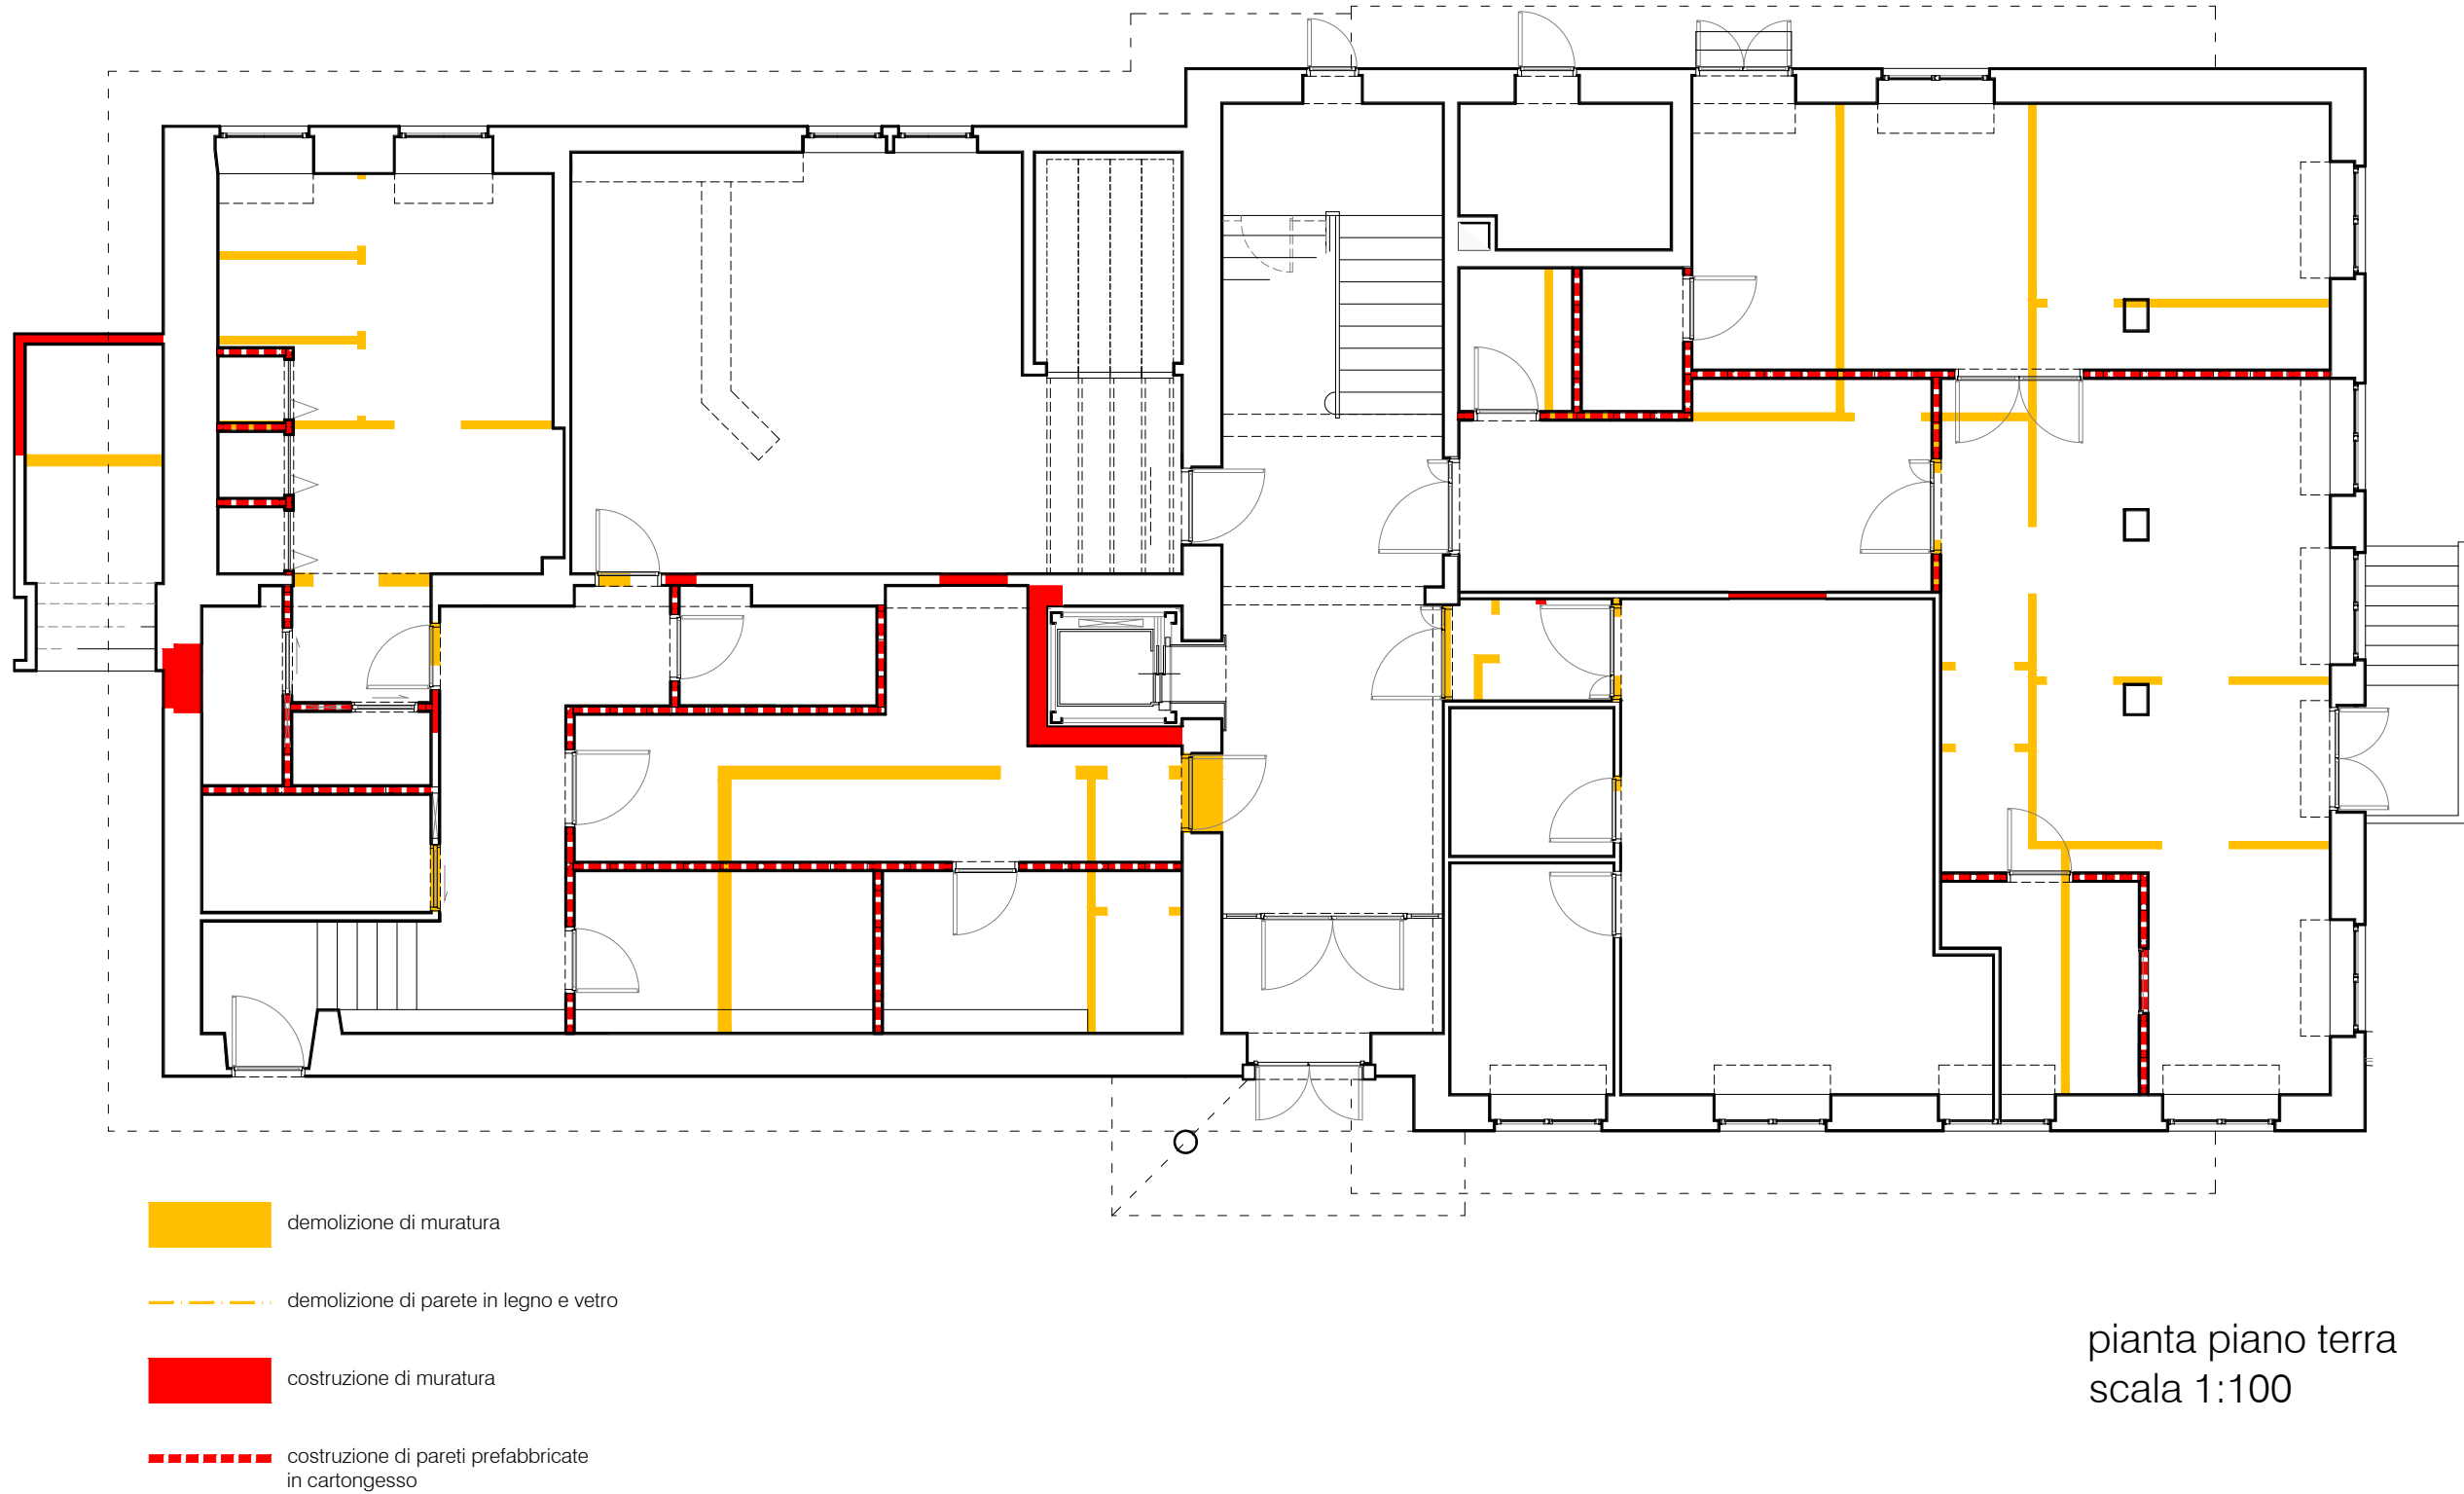 demolizione di muratura
demolizione di parete in legno e vetro
costruzione di muratura
costruzione di pareti prefabbricate
in cartongesso
pianta piano terra
scala 1:100